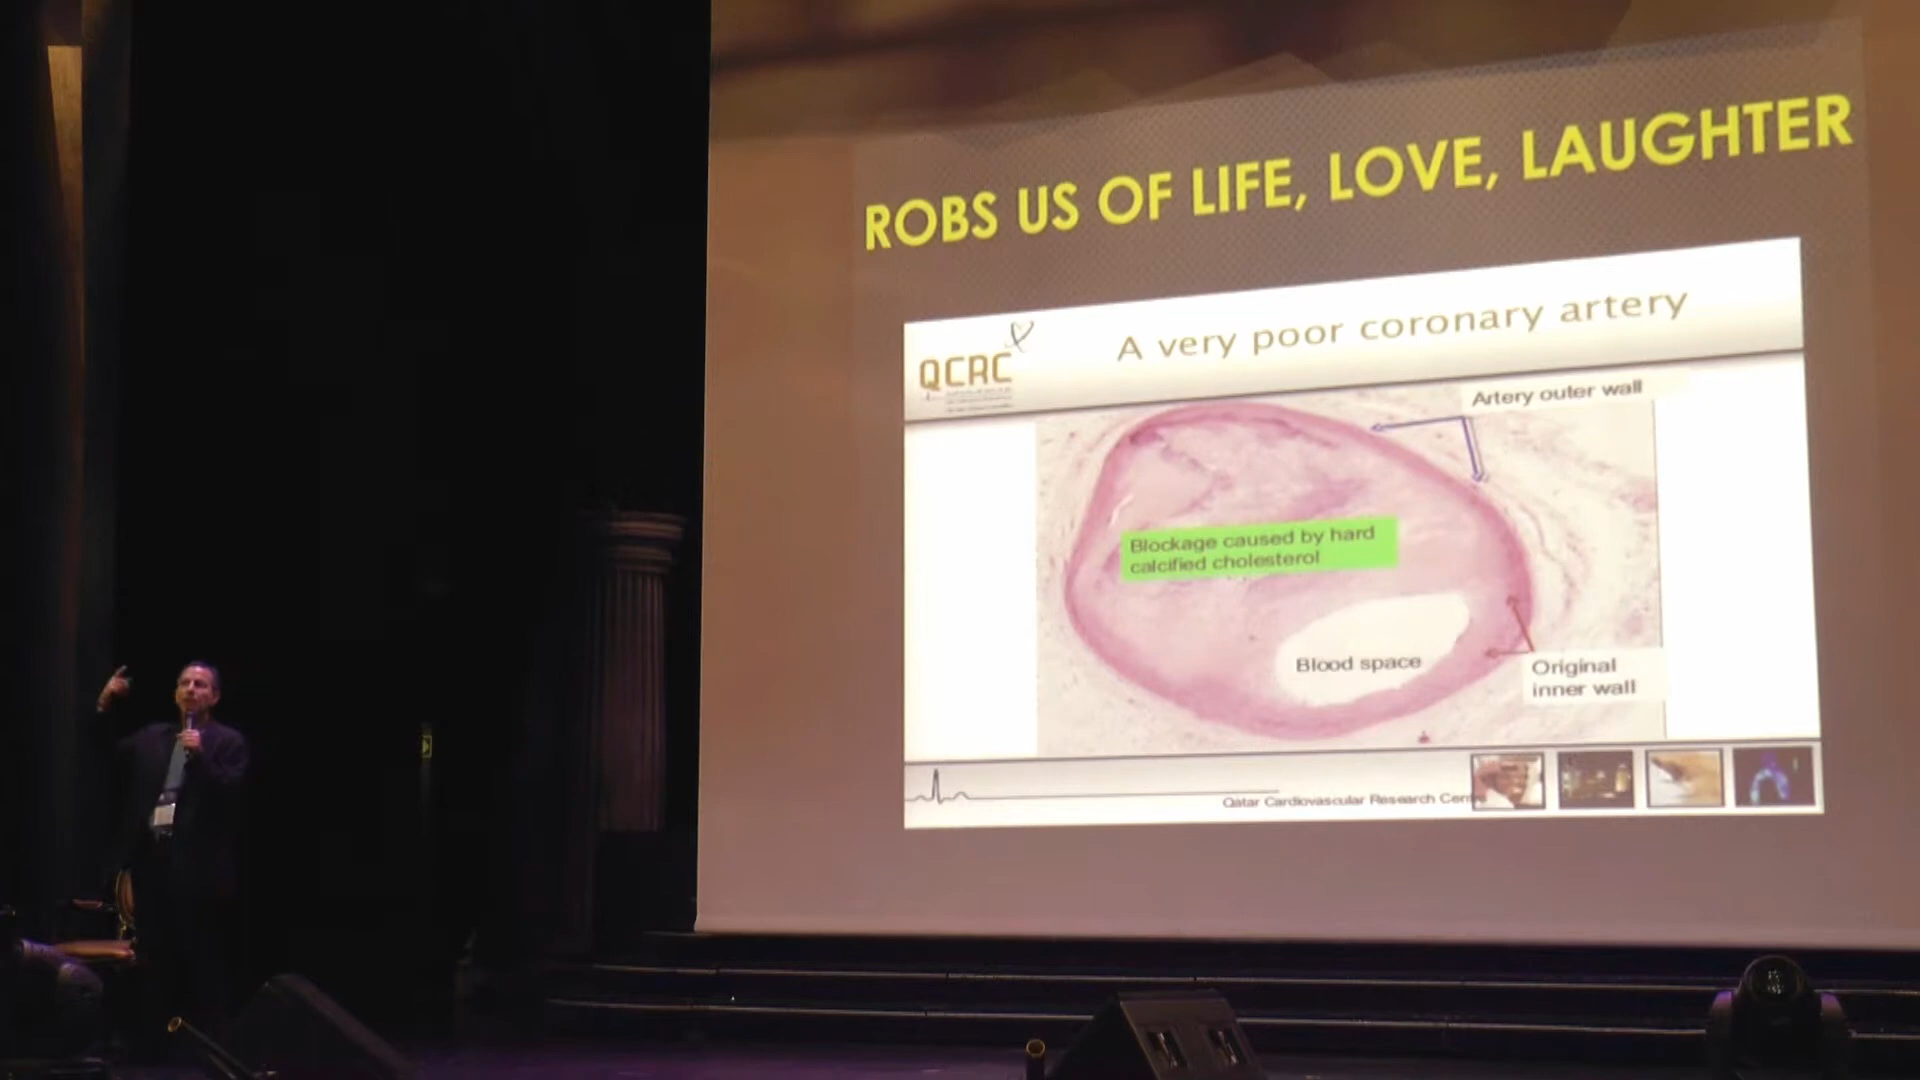 ROBS US OF LIFE, LOVE, LAUGHTER
QCRC
A very poor coronary artery
Artery outer wall
Blockage caused by hard
calcified cholesterol
Blood space
Original
inner wall
Qatar Cardiovascular Research